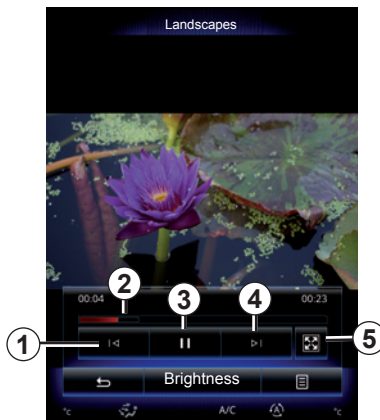 Landscapes
2 3 4
00:04 00:23
1 5
Brightness
°C A/C A °C